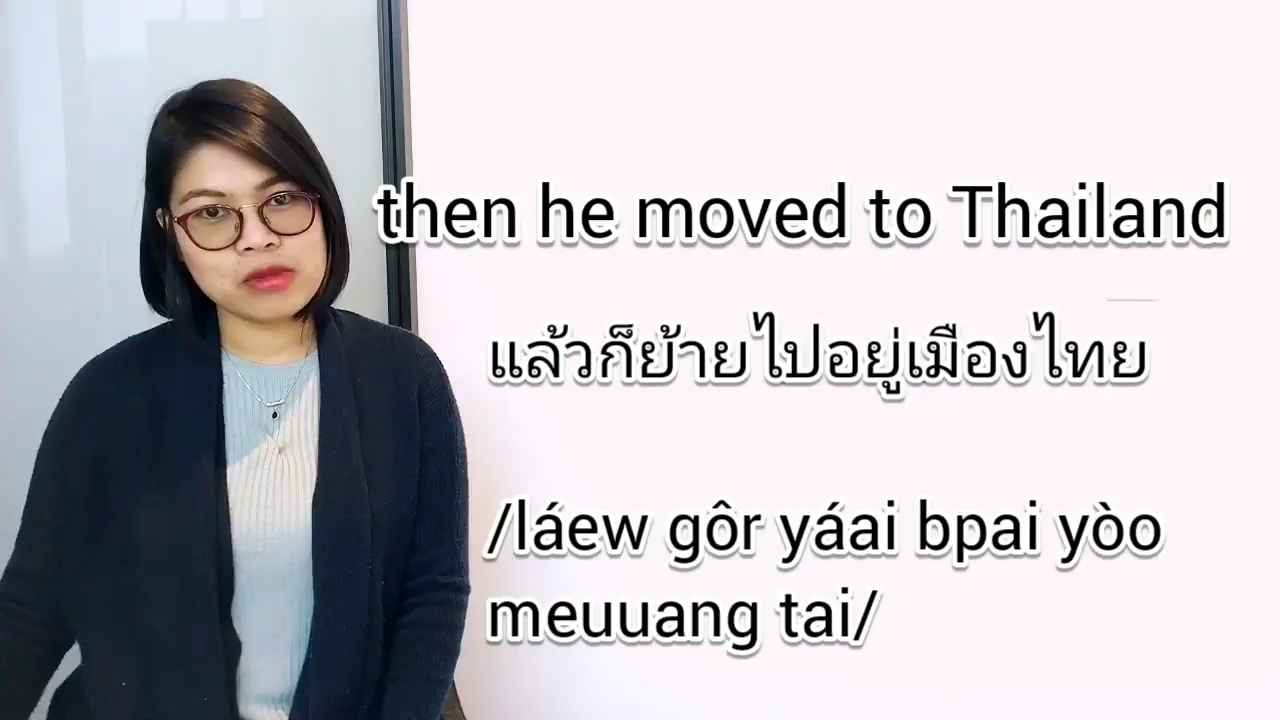 then he moved to Thailand
แล้วก็ย้ายไปอยู่เมืองไทย
/láew gôr yáai bpai yòo
meuuang tai/